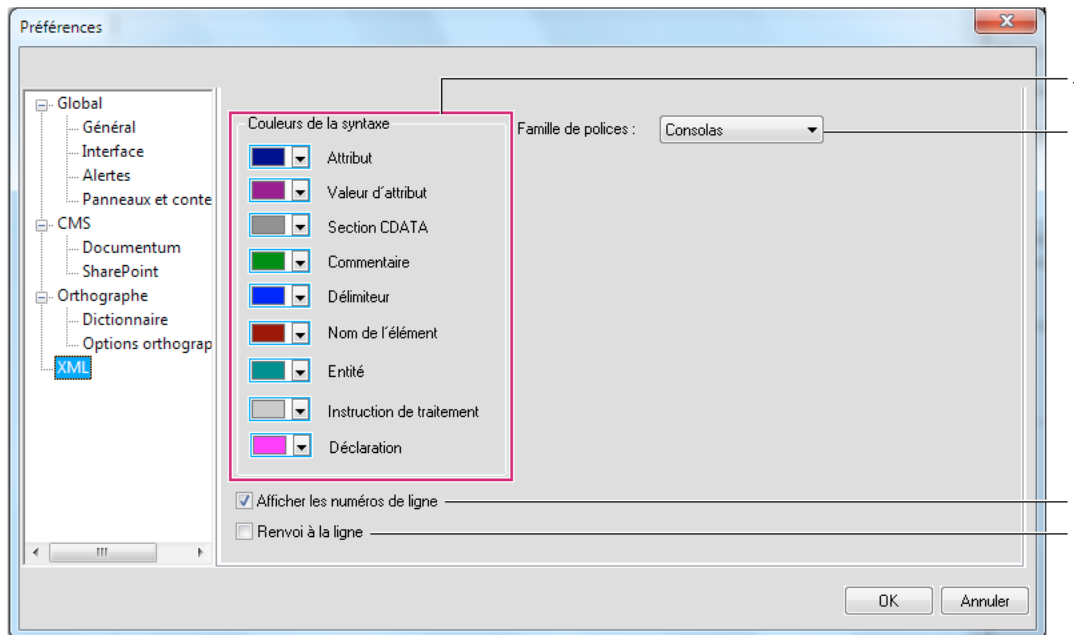 Préférences
Global
Général
Interface
Alertes
Panneaux et conte
CMS
Documentum
SharePoint
Orthographe
Dictionnaire
Options orthograp
XML
Couleurs de la syntaxe
Attribut
Valeur d´attribut
Section CDATA
Commentaire
Délimiteur
Nom de l´élément
Entité
Instruction de traitement
Déclaration
Famille de polices :
Consolas
Afficher les numéros de ligne
Renvoi à la ligne
OK
Annuler